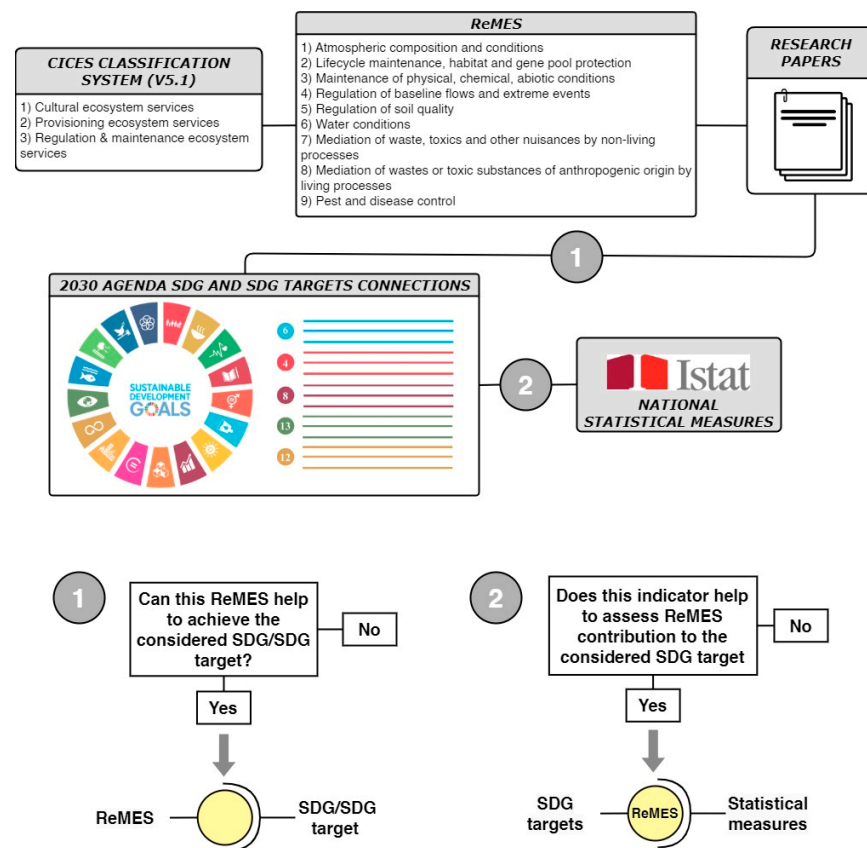 CICES CLASSIFICATION
SYSTEM (V5.1)
1) Cultural ecosystem services
2) Provisioning ecosystem services
3) Regulation & maintenance ecosystem
services
ReMES
1) Atmospheric composition and conditions
2) Lifecycle maintenance, habitat and gene pool protection
3) Maintenance of physical, chemical, abiotic conditions
4) Regulation of baseline flows and extreme events
5) Regulation of soil quality
6) Water conditions
7) Mediation of waste, toxics and other nuisances by non-living
processes
8) Mediation of wastes or toxic substances of anthropogenic origin by
living processes
9) Pest and disease control
RESEARCH
PAPERS
1
2030 AGENDA SDG AND SDG TARGETS CONNECTIONS
SUSTAINABLE
DEVELOPMENT
GOALS
6
4
8
13
12
2
Istat
NATIONAL
STATISTICAL MEASURES
1
Can this ReMES help
to achieve the
considered SDG/SDG
target?
No
Yes
ReMES
SDG/SDG
target
2
Does this indicator help
to assess ReMES
contribution to the
considered SDG target
No
Yes
SDG
targets
ReMES
Statistical
measures